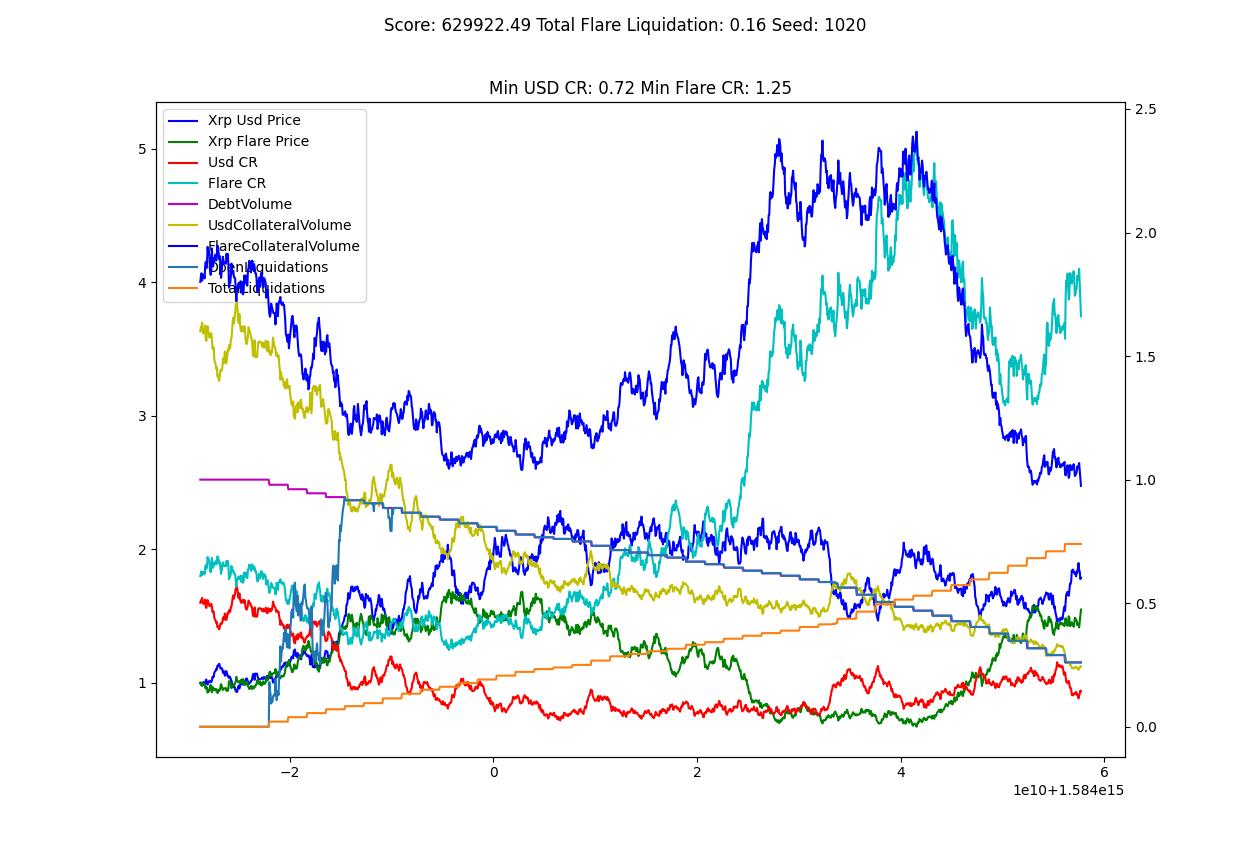 Score: 629922.49 Total Flare Liquidation: 0.16 Seed: 1020
Min USD CR: 0.72 Min Flare CR: 1.25
Xrp Usd Price
Xrp Flare Price
Usd CR
Flare CR
DebtVolume
UsdCollateralVolume
FlareCollateralVolume
OpenLiquidations
TotalLiquidations
5
4
3
2
1
2.5
2.0
1.5
1.0
0.5
0.0
−2
0
2
4
6
1e10+1.584e15